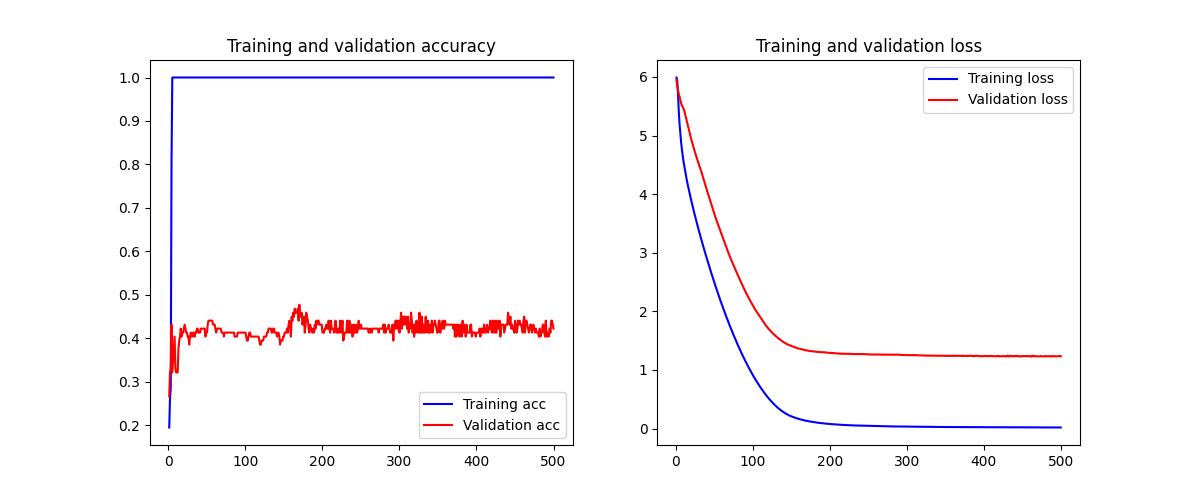 Training and validation accuracy
1.0
0.9
0.8
0.7
0.6
0.5
0.4
0.3
0.2
Training acc
Validation acc
0 100 200 300 400 500
Training and validation loss
6
5
4
3
2
1
0
Training loss
Validation loss
0 100 200 300 400 500